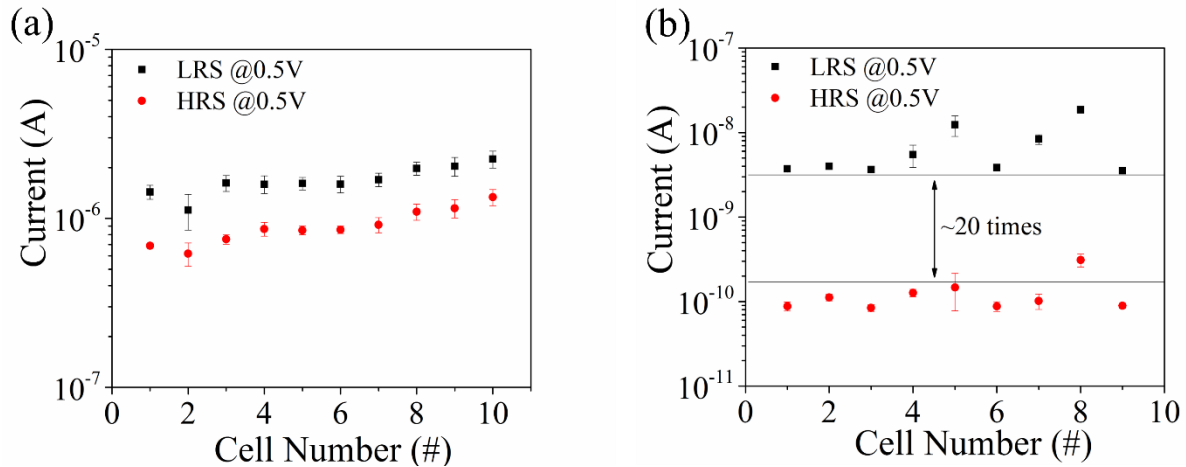 (a)
10⁻⁵
LRS @0.5V
HRS @0.5V
10⁻⁶
10⁻⁷
Current (A)
0 2 4 6 8 10
Cell Number (#)
(b)
10⁻⁷
LRS @0.5V
HRS @0.5V
10⁻⁸
10⁻⁹
~20 times
10⁻¹⁰
10⁻¹¹
Current (A)
0 2 4 6 8 10
Cell Number (#)